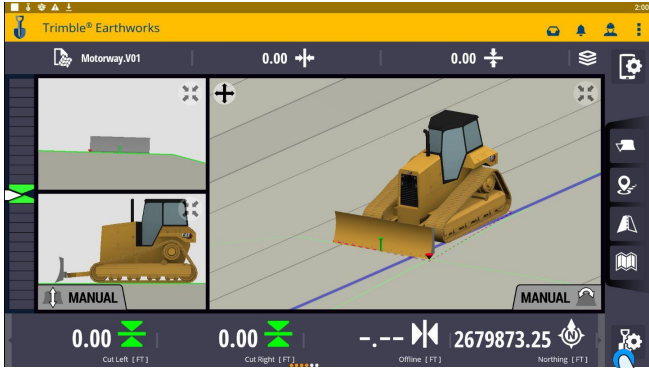 2:00
Trimble® Earthworks
Motorway.V01
0.00
0.00
MANUAL
MANUAL
0.00
0.00
-.--
2679873.25
Cut Left [FT]
Cut Right [FT]
Offline [FT]
Northing [FT]